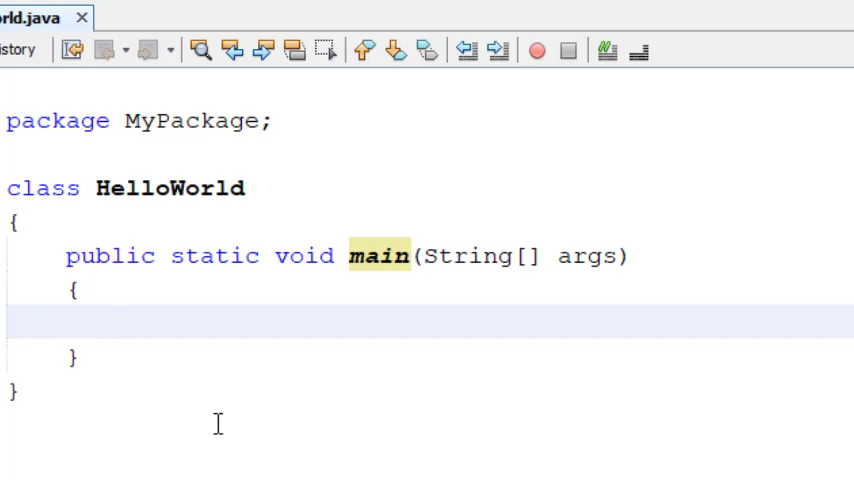 rld.java
istory
package MyPackage;
class HelloWorld
{
public static void main(String[] args)
{
}
}